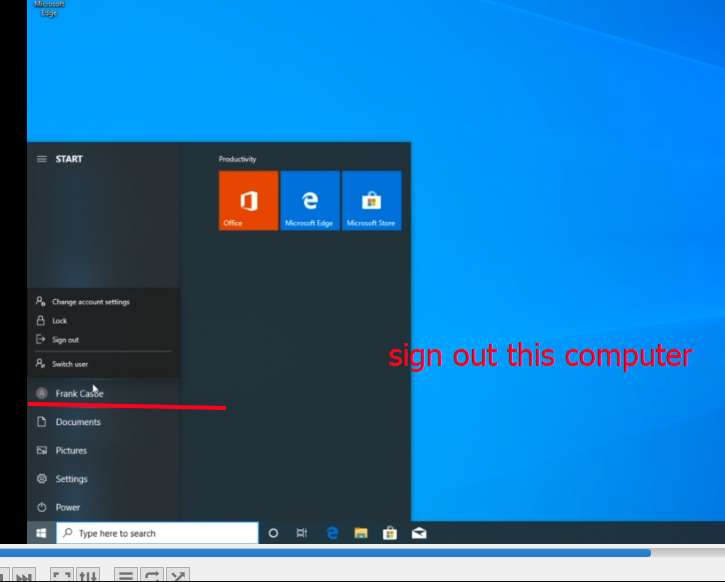 Microsoft
Edge
START
Productivity
Office
Microsoft Edge
Microsoft Store
Change account settings
Lock
Sign out
Switch user
Frank Castle
Documents
Pictures
Settings
Power
Type here to search
sign out this computer